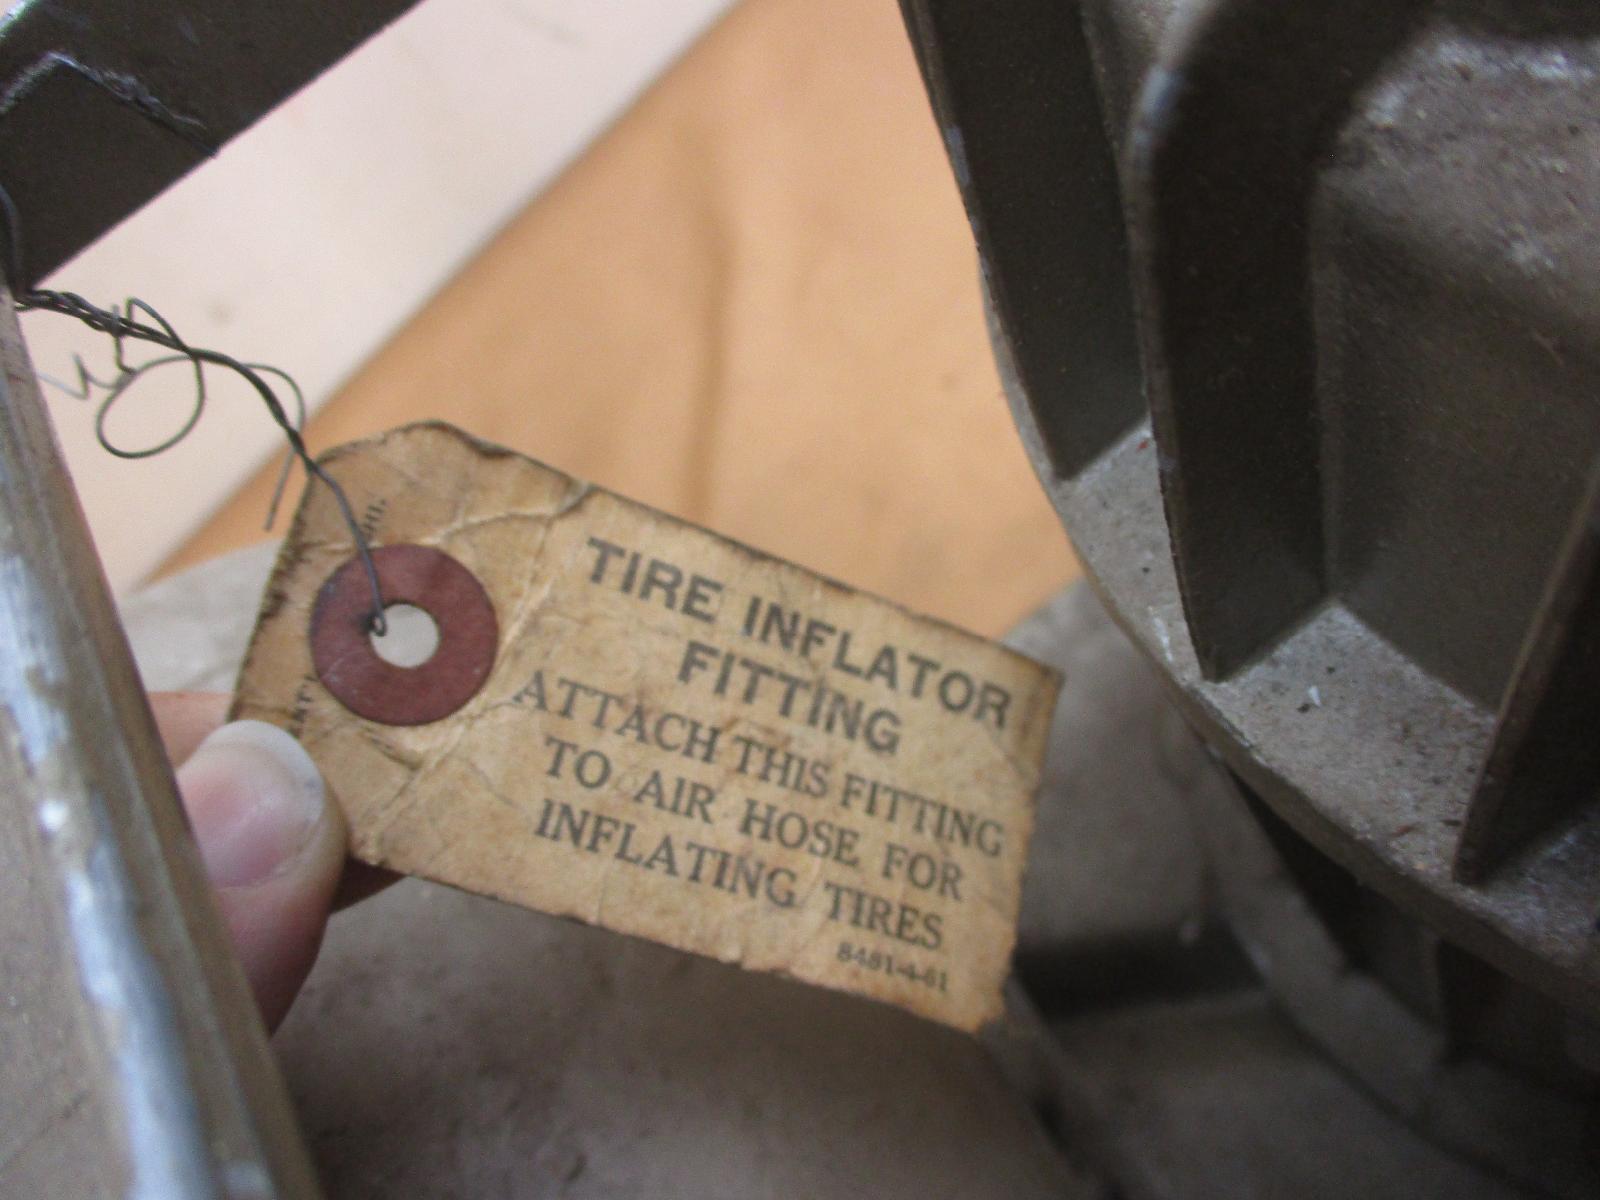 TIRE INFLATOR
FITTING
ATTACH THIS FITTING
TO AIR HOSE FOR
INFLATING TIRES
8481-4-61